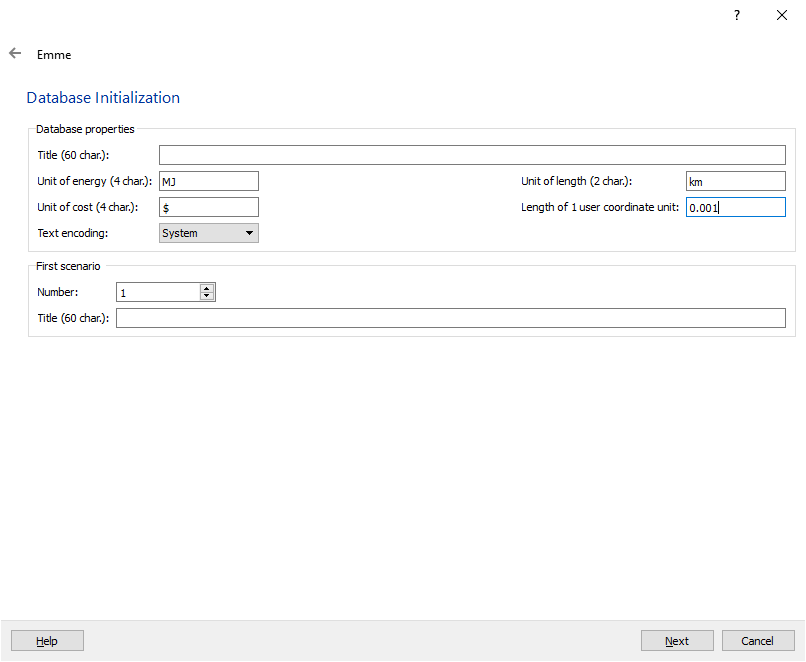 ?
Emme
Database Initialization
Database properties
Title (60 char.):
Unit of energy (4 char.): MJ Unit of length (2 char.): km
Unit of cost (4 char.): $ Length of 1 user coordinate unit: 0.001
Text encoding: System
First scenario
Number: 1
Title (60 char.):
Help Next Cancel